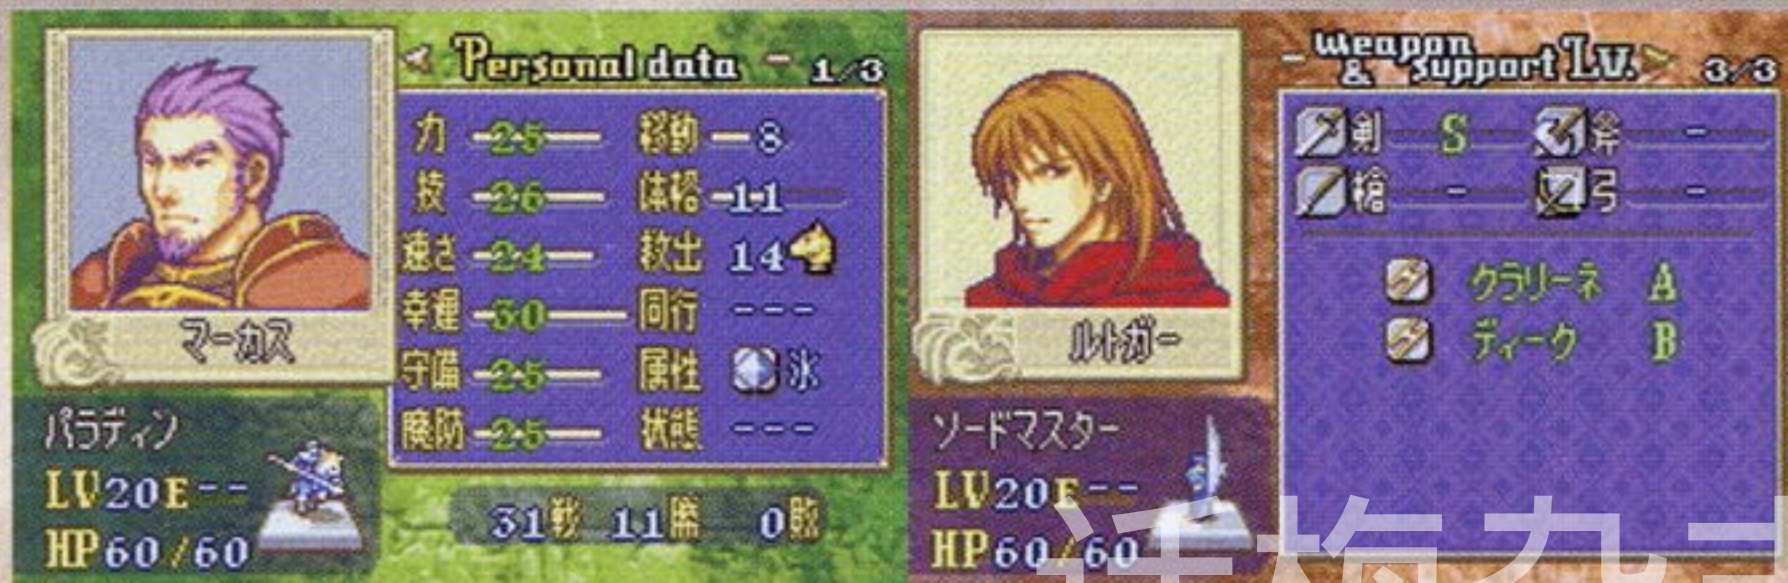 Personal data 1/3
力 25 移動 8
技 26 体格 11
速さ 24 救出 14
幸運 30 同行 ---
守備 25 属性 氷
魔防 25 状態 ---
マーカス
パラディン
LV20E--
HP60/60
31戦 11勝 0敗
Weapon & support Lv. 3/3
剣 S 斧 -
槍 - 弓 -
クラリーネ A
ディーク B
ルトガー
ソードマスター
LV20E--
HP60/60